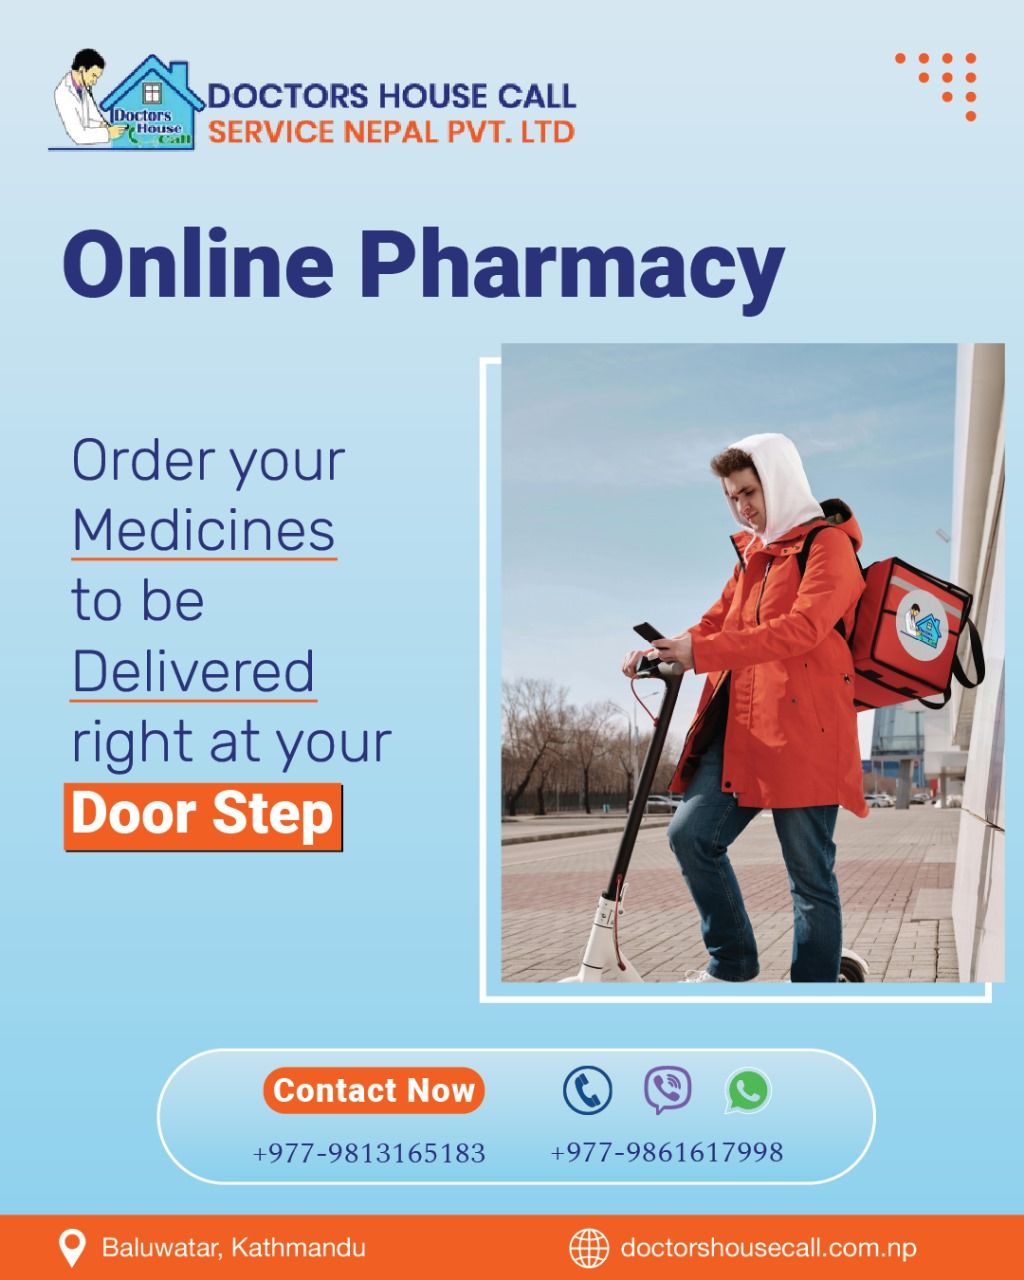 Doctors
House
Call
DOCTORS HOUSE CALL
SERVICE NEPAL PVT. LTD
Online Pharmacy
Order your
Medicines
to be
Delivered
right at your
Door Step
Contact Now
+977-9813165183
+977-9861617998
Baluwatar, Kathmandu
doctorshousecall.com.np